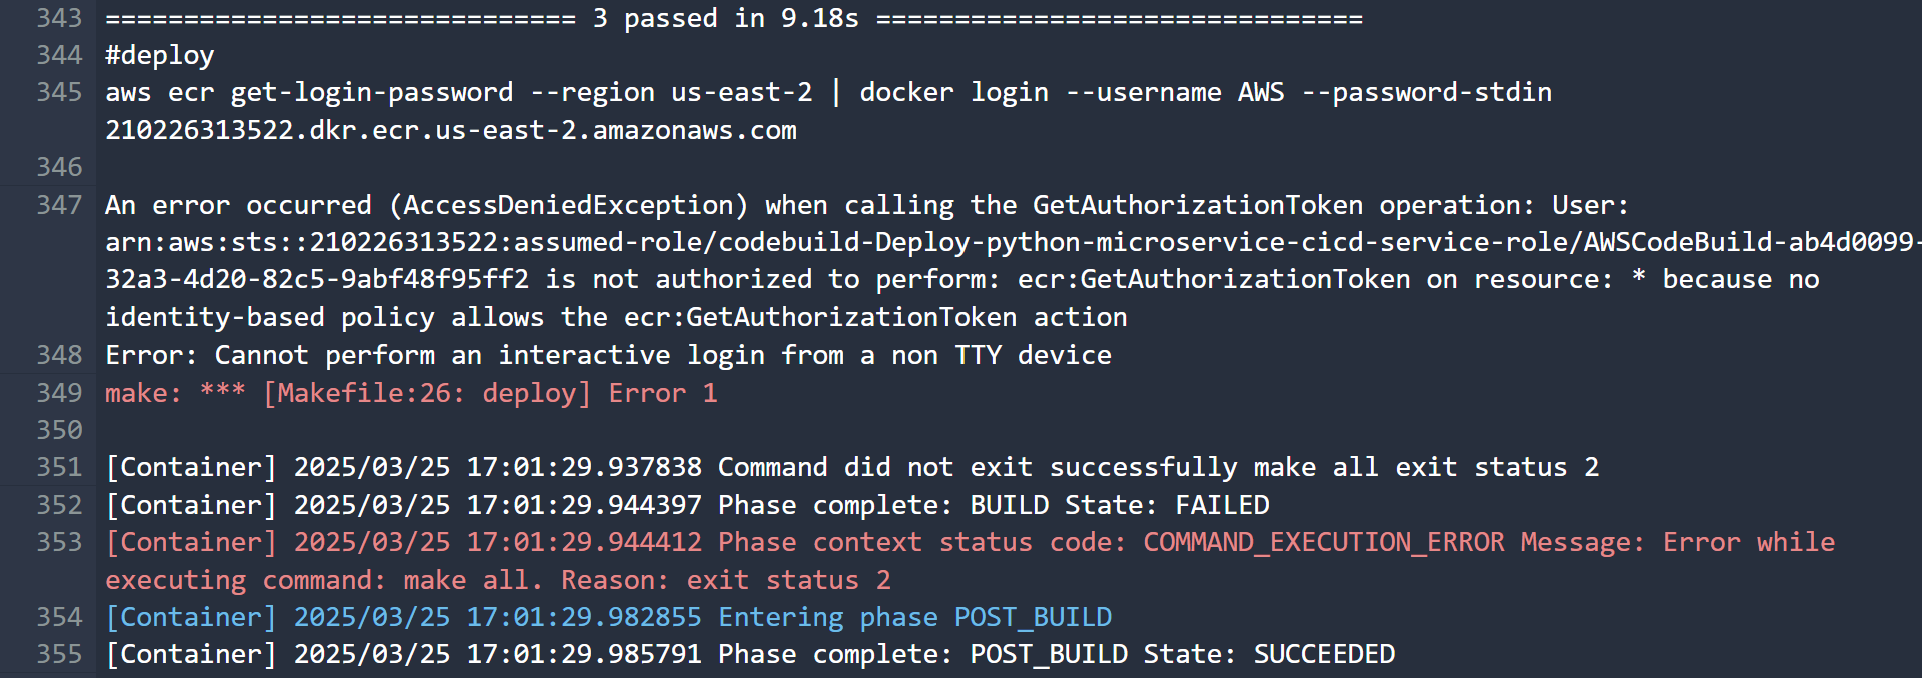 343 ============================== 3 passed in 9.18s ===============================
344 #deploy
345 aws ecr get-login-password --region us-east-2 | docker login --username AWS --password-stdin
210226313522.dkr.ecr.us-east-2.amazonaws.com
346
347 An error occurred (AccessDeniedException) when calling the GetAuthorizationToken operation: User:
arn:aws:sts::210226313522:assumed-role/codebuild-Deploy-python-microservice-cicd-service-role/AWSCodeBuild-ab4d0099-
32a3-4d20-82c5-9abf48f95ff2 is not authorized to perform: ecr:GetAuthorizationToken on resource: * because no
identity-based policy allows the ecr:GetAuthorizationToken action
348 Error: Cannot perform an interactive login from a non TTY device
349 make: *** [Makefile:26: deploy] Error 1
350
351 [Container] 2025/03/25 17:01:29.937838 Command did not exit successfully make all exit status 2
352 [Container] 2025/03/25 17:01:29.944397 Phase complete: BUILD State: FAILED
353 [Container] 2025/03/25 17:01:29.944412 Phase context status code: COMMAND_EXECUTION_ERROR Message: Error while
executing command: make all. Reason: exit status 2
354 [Container] 2025/03/25 17:01:29.982855 Entering phase POST_BUILD
355 [Container] 2025/03/25 17:01:29.985791 Phase complete: POST_BUILD State: SUCCEEDED